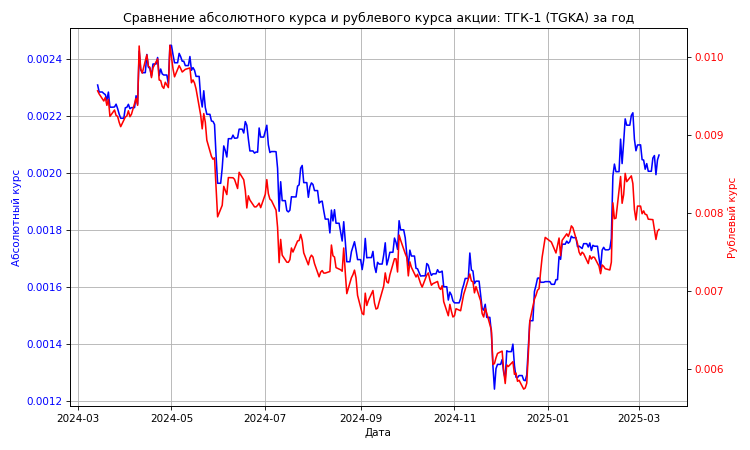 Сравнение абсолютного курса и рублевого курса акции: ТГК-1 (TGKA) за год
0.0024
0.0022
0.0020
0.0018
0.0016
0.0014
0.0012
Абсолютный курс
0.010
0.009
0.008
0.007
0.006
Рублевый курс
2024-03 2024-05 2024-07 2024-09 2024-11 2025-01 2025-03
Дата